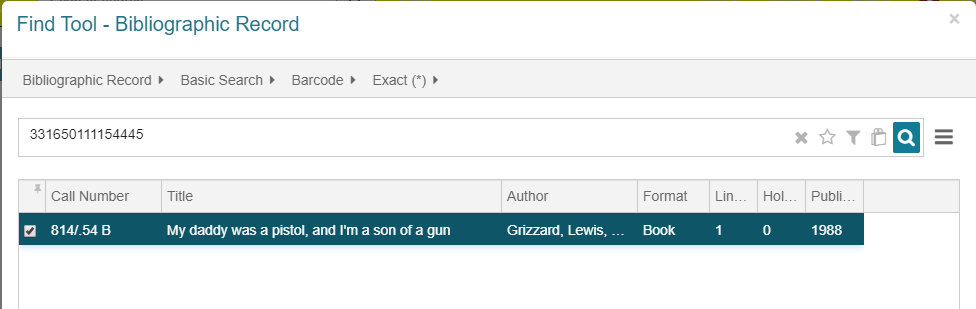 Find Tool - Bibliographic Record
Bibliographic Record Basic Search Barcode Exact (*)
331650111154445
Call Number Title Author Format Lin... Hol... Publi...
814/.54 B My daddy was a pistol, and I'm a son of a gun Grizzard, Lewis, ... Book 1 0 1988